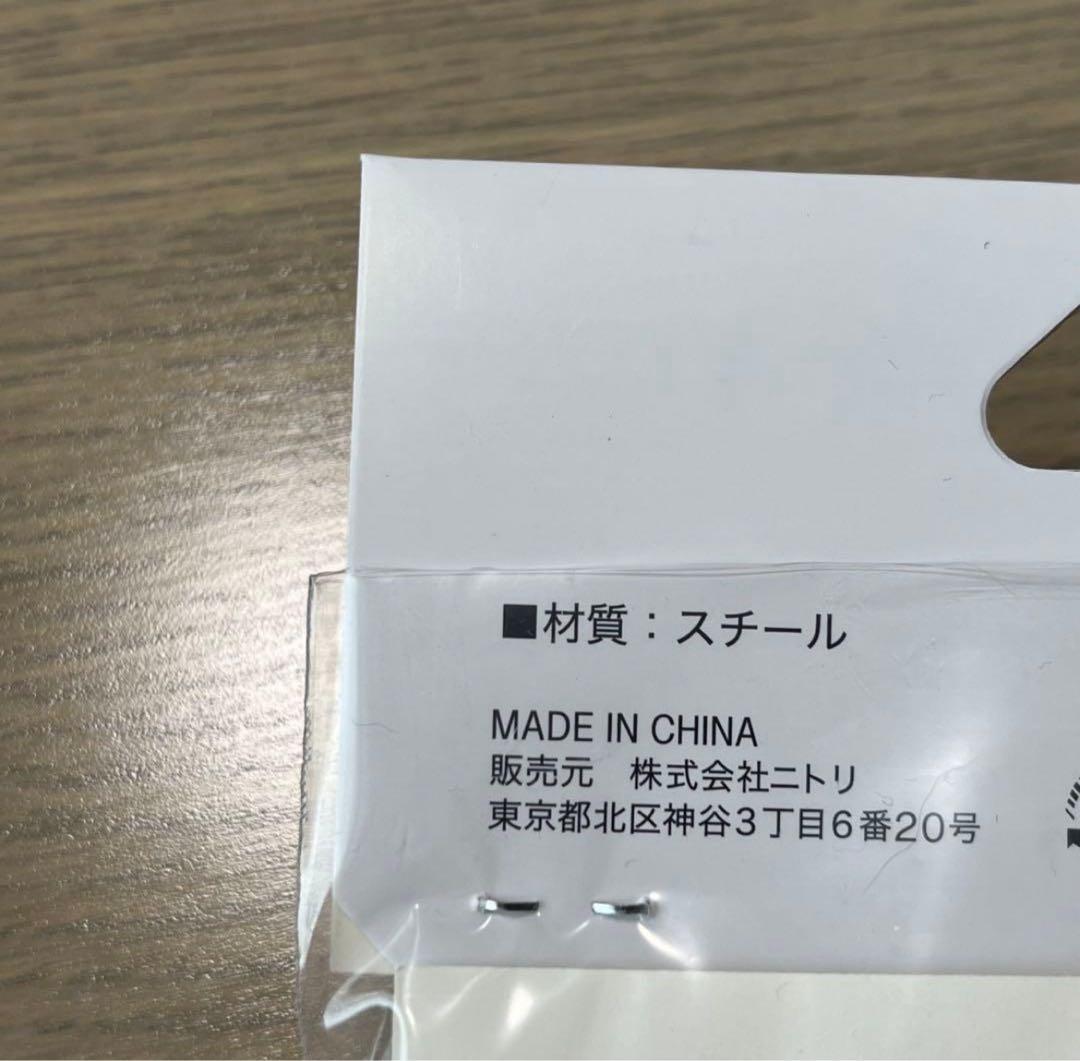 ■材質：スチール
MADE IN CHINA
販売元　株式会社ニトリ
東京都北区神谷3丁目6番20号